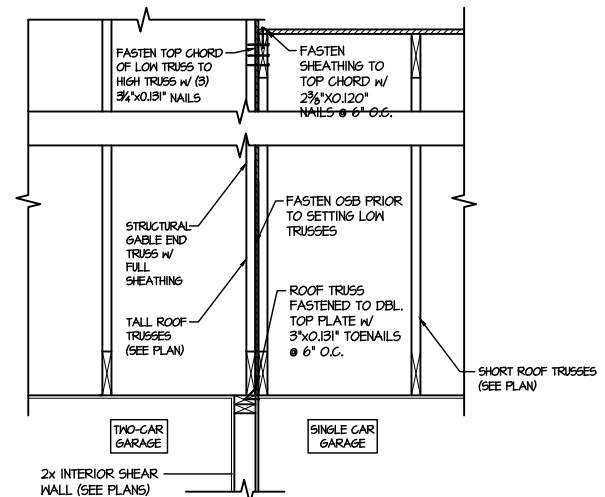 FASTEN TOP CHORD
OF LOW TRUSS TO
HIGH TRUSS W/ (3)
3¼"X0.131" NAILS
FASTEN
SHEATHING TO
TOP CHORD W/
2⅜"X0.120"
NAILS @ 6" O.C.
STRUCTURAL
GABLE END
TRUSS W/
FULL
SHEATHING
FASTEN OSB PRIOR
TO SETTING LOW
TRUSSES
TALL ROOF
TRUSSES
(SEE PLAN)
ROOF TRUSS
FASTENED TO DBL.
TOP PLATE W/
3"X0.131" TOENAILS
@ 6" O.C.
SHORT ROOF TRUSSES
(SEE PLAN)
TWO-CAR
GARAGE
SINGLE CAR
GARAGE
2x INTERIOR SHEAR
WALL (SEE PLANS)